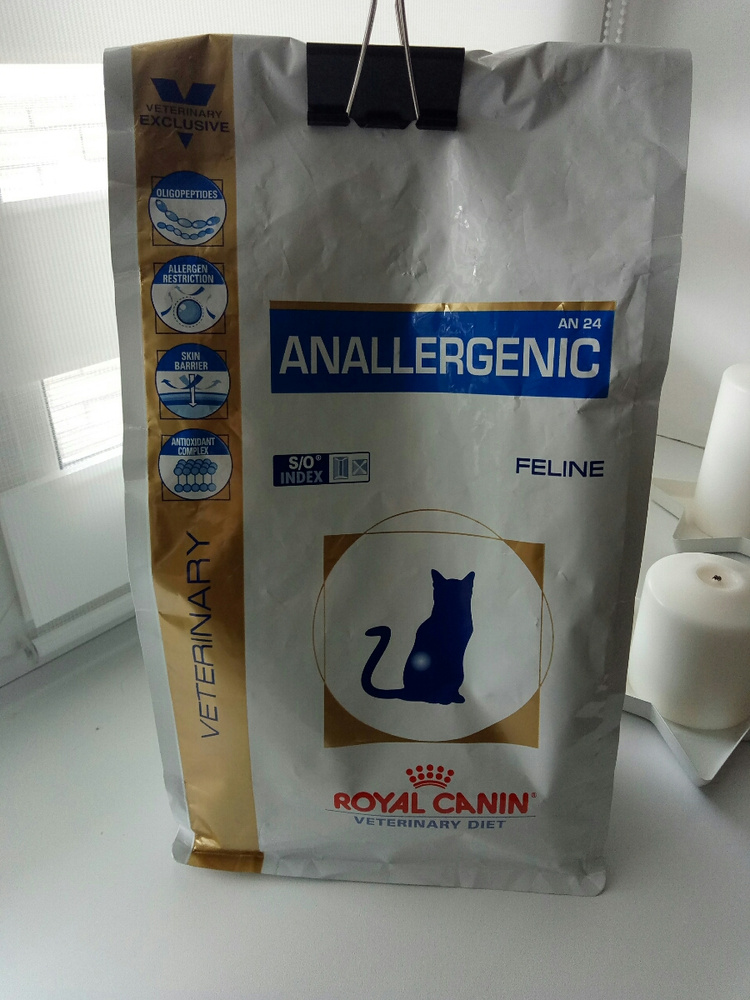 VETERINARY
EXCLUSIVE
OLIGOPEPTIDES
ALLERGEN
RESTRICTION
SKIN
BARRIER
ANTIOXIDANT
COMPLEX
VETERINARY
AN 24
ANALLERGENIC
S/O®
INDEX
FELINE
ROYAL CANIN®
VETERINARY DIET